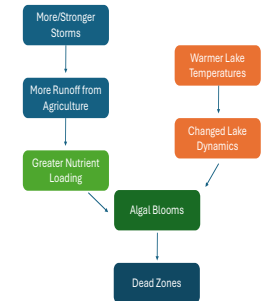 More/Stronger
Storms
Warmer Lake
Temperatures
More Runoff from
Agriculture
Changed Lake
Dynamics
Greater Nutrient
Loading
Algal Blooms
Dead Zones